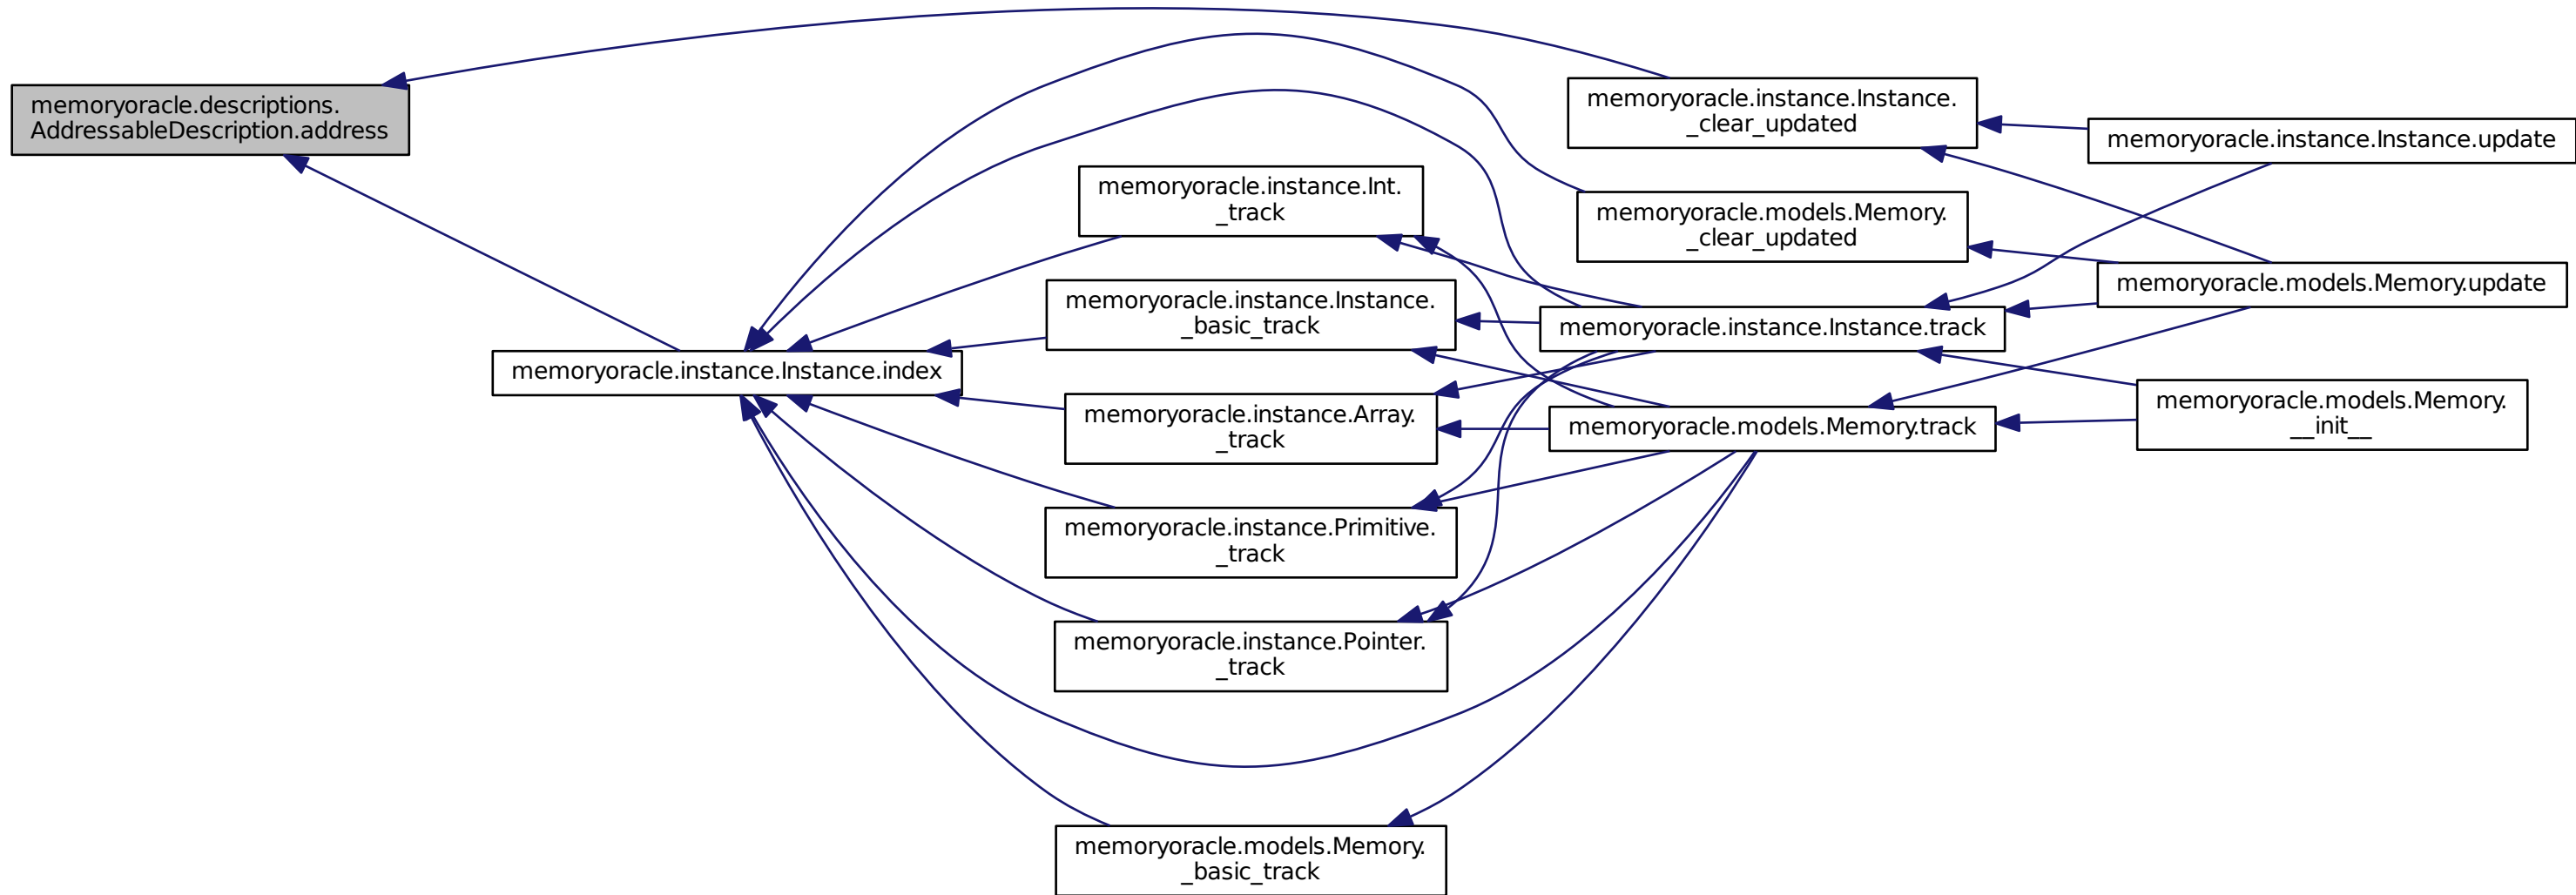 memoryoracle.descriptions.
AddressableDescription.address
memoryoracle.instance.Instance.index
memoryoracle.instance.Int.
_track
memoryoracle.instance.Instance.
_basic_track
memoryoracle.instance.Array.
_track
memoryoracle.instance.Primitive.
_track
memoryoracle.instance.Pointer.
_track
memoryoracle.models.Memory.
_basic_track
memoryoracle.instance.Instance.
_clear_updated
memoryoracle.models.Memory.
_clear_updated
memoryoracle.instance.Instance.track
memoryoracle.models.Memory.track
memoryoracle.instance.Instance.update
memoryoracle.models.Memory.update
memoryoracle.models.Memory.
__init__